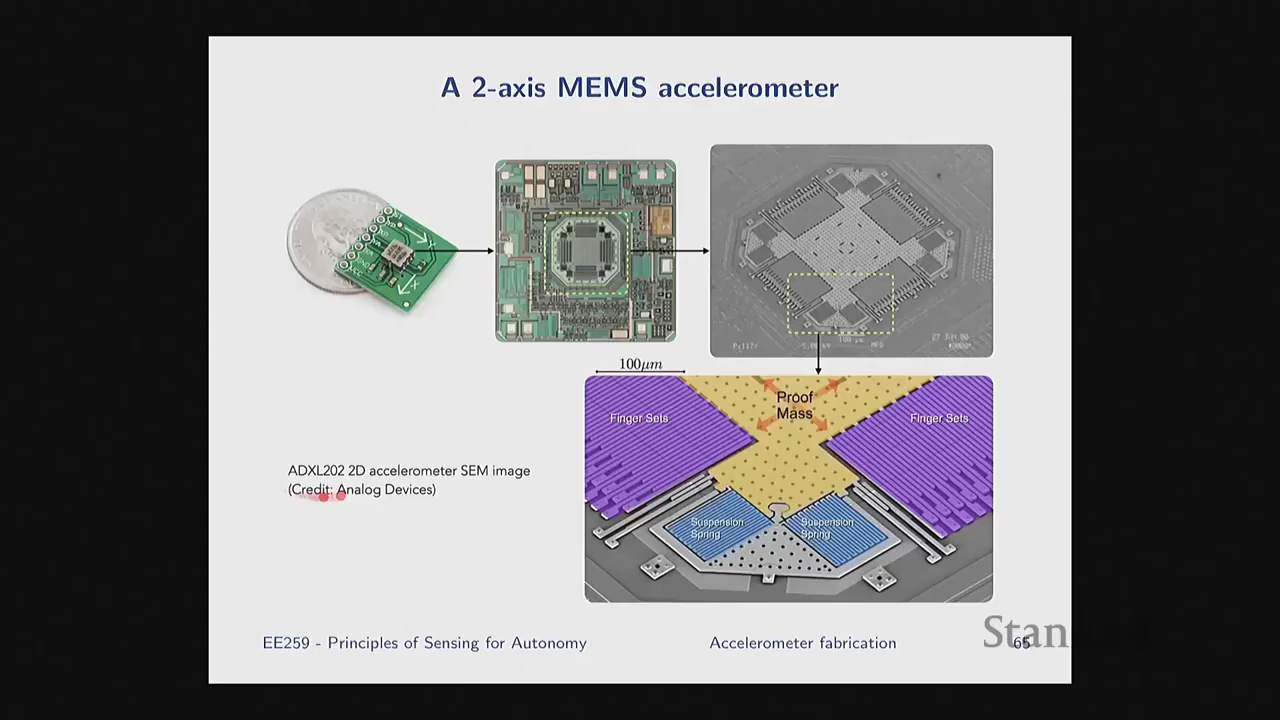 A 2-axis MEMS accelerometer
100μm
Proof
Mass
Finger Sets
Finger Sets
Suspension
Spring
Suspension
Spring
ADXL202 2D accelerometer SEM image
(Credit: Analog Devices)
EE259 - Principles of Sensing for Autonomy
Accelerometer fabrication
65
Stan